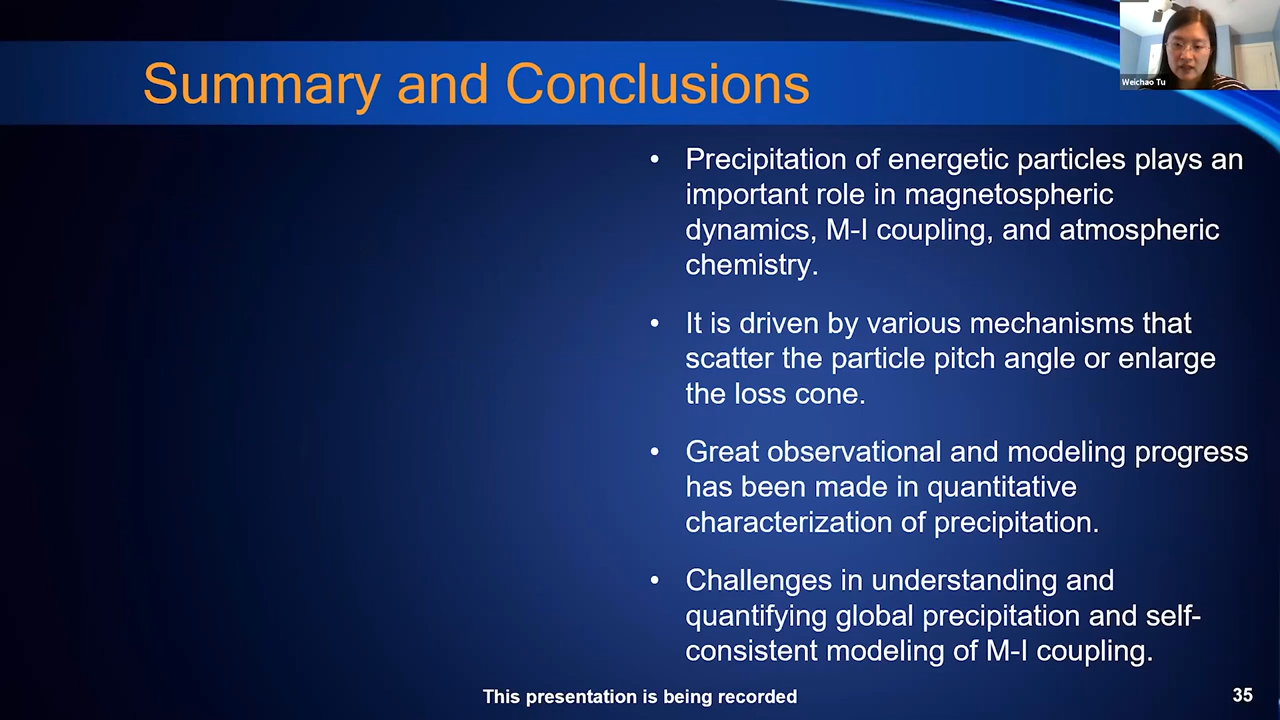 Summary and Conclusions
Weichao Tu
• Precipitation of energetic particles plays an
important role in magnetospheric
dynamics, M-I coupling, and atmospheric
chemistry.
• It is driven by various mechanisms that
scatter the particle pitch angle or enlarge
the loss cone.
• Great observational and modeling progress
has been made in quantitative
characterization of precipitation.
• Challenges in understanding and
quantifying global precipitation and self-
consistent modeling of M-I coupling.
This presentation is being recorded
35